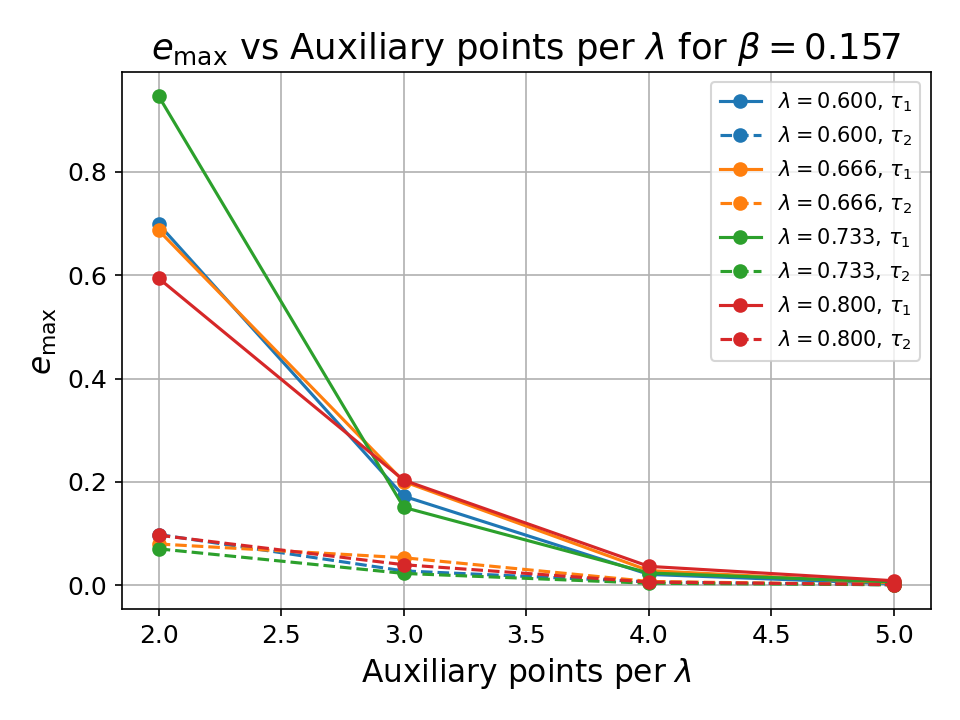 e_max vs Auxiliary points per λ for β = 0.157
λ = 0.600, τ₁
λ = 0.600, τ₂
λ = 0.666, τ₁
λ = 0.666, τ₂
λ = 0.733, τ₁
λ = 0.733, τ₂
λ = 0.800, τ₁
λ = 0.800, τ₂
e_max
0.8
0.6
0.4
0.2
0.0
2.0 2.5 3.0 3.5 4.0 4.5 5.0
Auxiliary points per λ